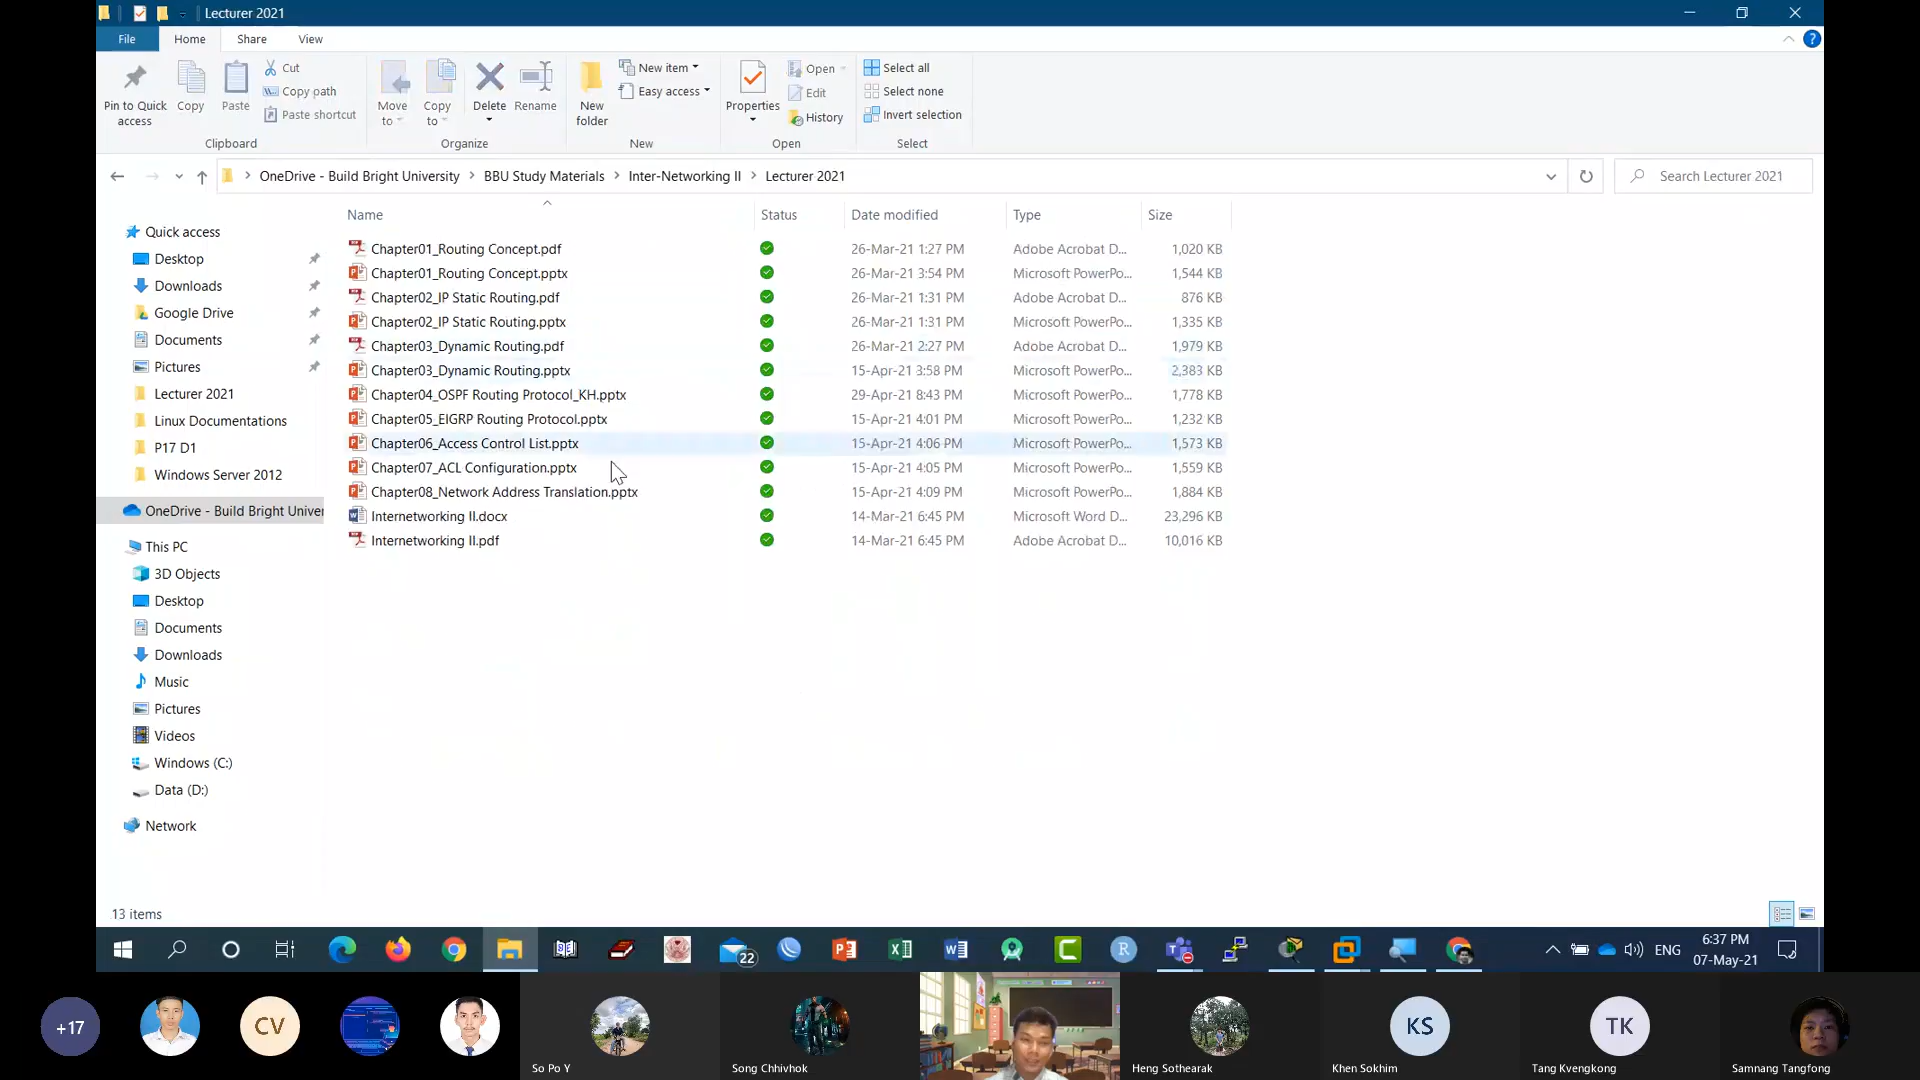 Lecturer 2021
File Home Share View
Pin to Quick access
Copy
Paste
Cut
Copy path
Paste shortcut
Clipboard
Move to
Copy to
Delete
Rename
Organize
New folder
New item
Easy access
New
Properties
Open
Edit
History
Open
Select all
Select none
Invert selection
Select
OneDrive - Build Bright University > BBU Study Materials > Inter-Networking II > Lecturer 2021
Search Lecturer 2021
Name Status Date modified Type Size
Chapter01_Routing Concept.pdf 26-Mar-21 1:27 PM Adobe Acrobat D... 1,020 KB
Chapter01_Routing Concept.pptx 26-Mar-21 3:54 PM Microsoft PowerPo... 1,544 KB
Chapter02_IP Static Routing.pdf 26-Mar-21 1:31 PM Adobe Acrobat D... 876 KB
Chapter02_IP Static Routing.pptx 26-Mar-21 1:31 PM Microsoft PowerPo... 1,335 KB
Chapter03_Dynamic Routing.pdf 26-Mar-21 2:27 PM Adobe Acrobat D... 1,979 KB
Chapter03_Dynamic Routing.pptx 15-Apr-21 3:58 PM Microsoft PowerPo... 2,383 KB
Chapter04_OSPF Routing Protocol_KH.pptx 29-Apr-21 8:43 PM Microsoft PowerPo... 1,778 KB
Chapter05_EIGRP Routing Protocol.pptx 15-Apr-21 4:01 PM Microsoft PowerPo... 1,232 KB
Chapter06_Access Control List.pptx 15-Apr-21 4:06 PM Microsoft PowerPo... 1,573 KB
Chapter07_ACL Configuration.pptx 15-Apr-21 4:05 PM Microsoft PowerPo... 1,559 KB
Chapter08_Network Address Translation.pptx 15-Apr-21 4:09 PM Microsoft PowerPo... 1,884 KB
Internetworking II.docx 14-Mar-21 6:45 PM Microsoft Word D... 23,296 KB
Internetworking II.pdf 14-Mar-21 6:45 PM Adobe Acrobat D... 10,016 KB
Quick access
Desktop
Downloads
Google Drive
Documents
Pictures
Lecturer 2021
Linux Documentations
P17 D1
Windows Server 2012
OneDrive - Build Bright Univer
This PC
3D Objects
Desktop
Documents
Downloads
Music
Pictures
Videos
Windows (C:)
Data (D:)
Network
13 items
22
ENG
6:37 PM
07-May-21
+17
CV
So Po Y
Song Chhivhok
Heng Sothearak
KS
Khen Sokhim
TK
Tang Kvengkong
Samnang Tangfong